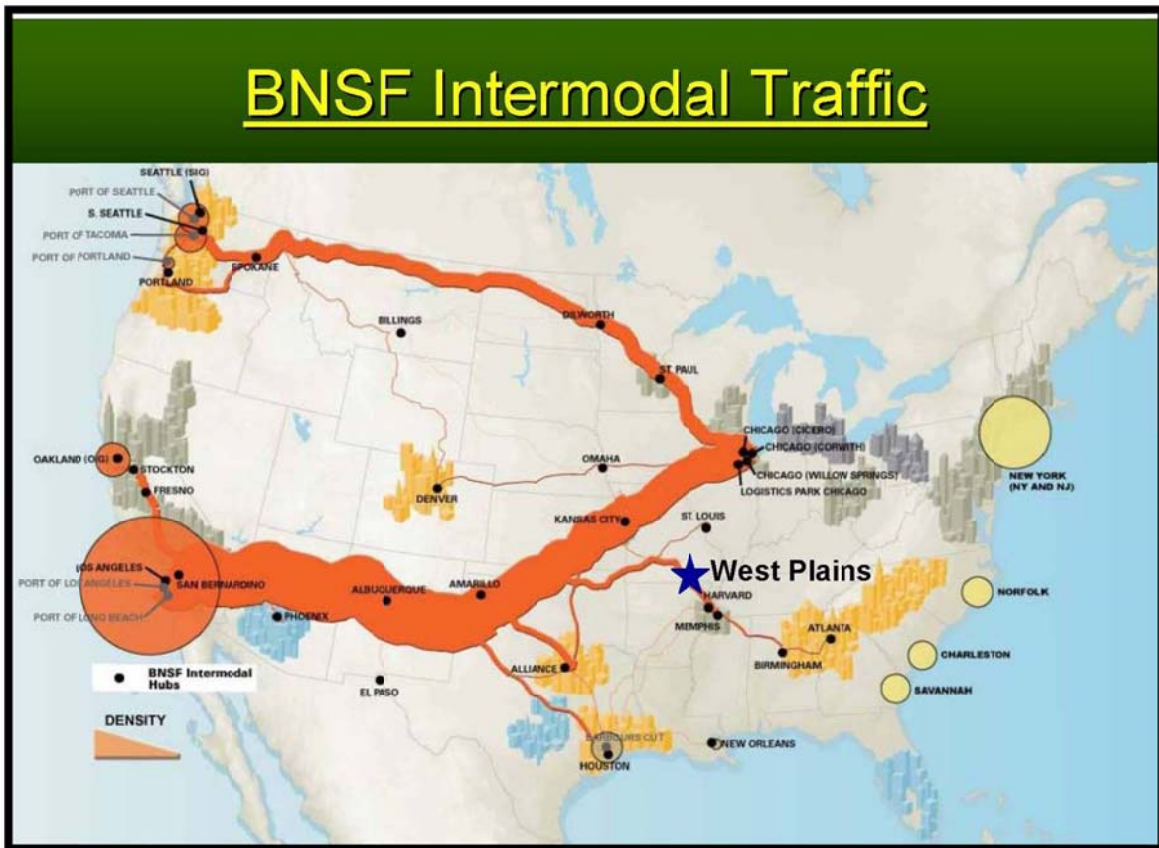 BNSF Intermodal Traffic
SEATTLE (SIG)
PORT OF SEATTLE
S. SEATTLE
PORT OF TACOMA
PORT OF PORTLAND
PORTLAND
SPOKANE
BILLINGS
DILWORTH
ST. PAUL
CHICAGO (CICERO)
CHICAGO (CORWITH)
CHICAGO (WILLOW SPRINGS)
LOGISTICS PARK CHICAGO
NEW YORK
(NY AND NJ)
OMAHA
DENVER
OAKLAND (OIG)
STOCKTON
FRESNO
KANSAS CITY
ST. LOUIS
LOS ANGELES
SAN BERNARDINO
PORT OF LOS ANGELES
PORT OF LONG BEACH
PHOENIX
ALBUQUERQUE
AMARILLO
West Plains
HARVARD
MEMPHIS
NORFOLK
ATLANTA
BIRMINGHAM
CHARLESTON
SAVANNAH
ALLIANCE
EL PASO
BARBOURS CUT
HOUSTON
NEW ORLEANS
BNSF Intermodal
Hubs
DENSITY